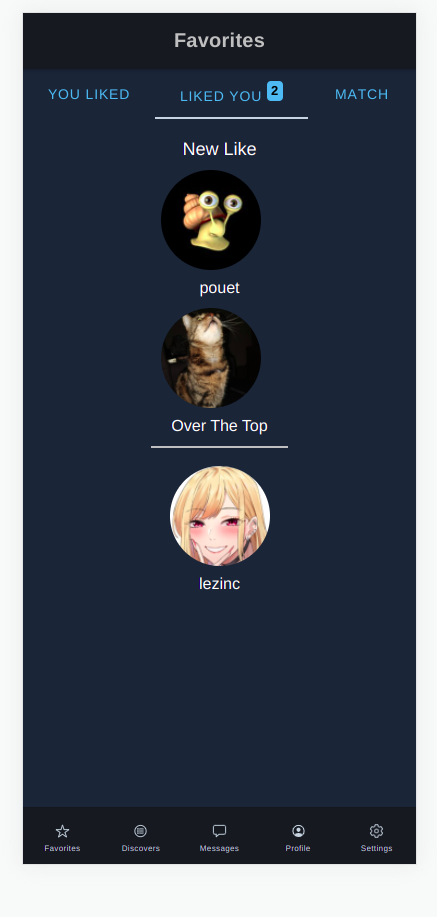 Favorites
YOU LIKED
LIKED YOU 2
MATCH
New Like
pouet
Over The Top
lezinc
Favorites
Discovers
Messages
Profile
Settings